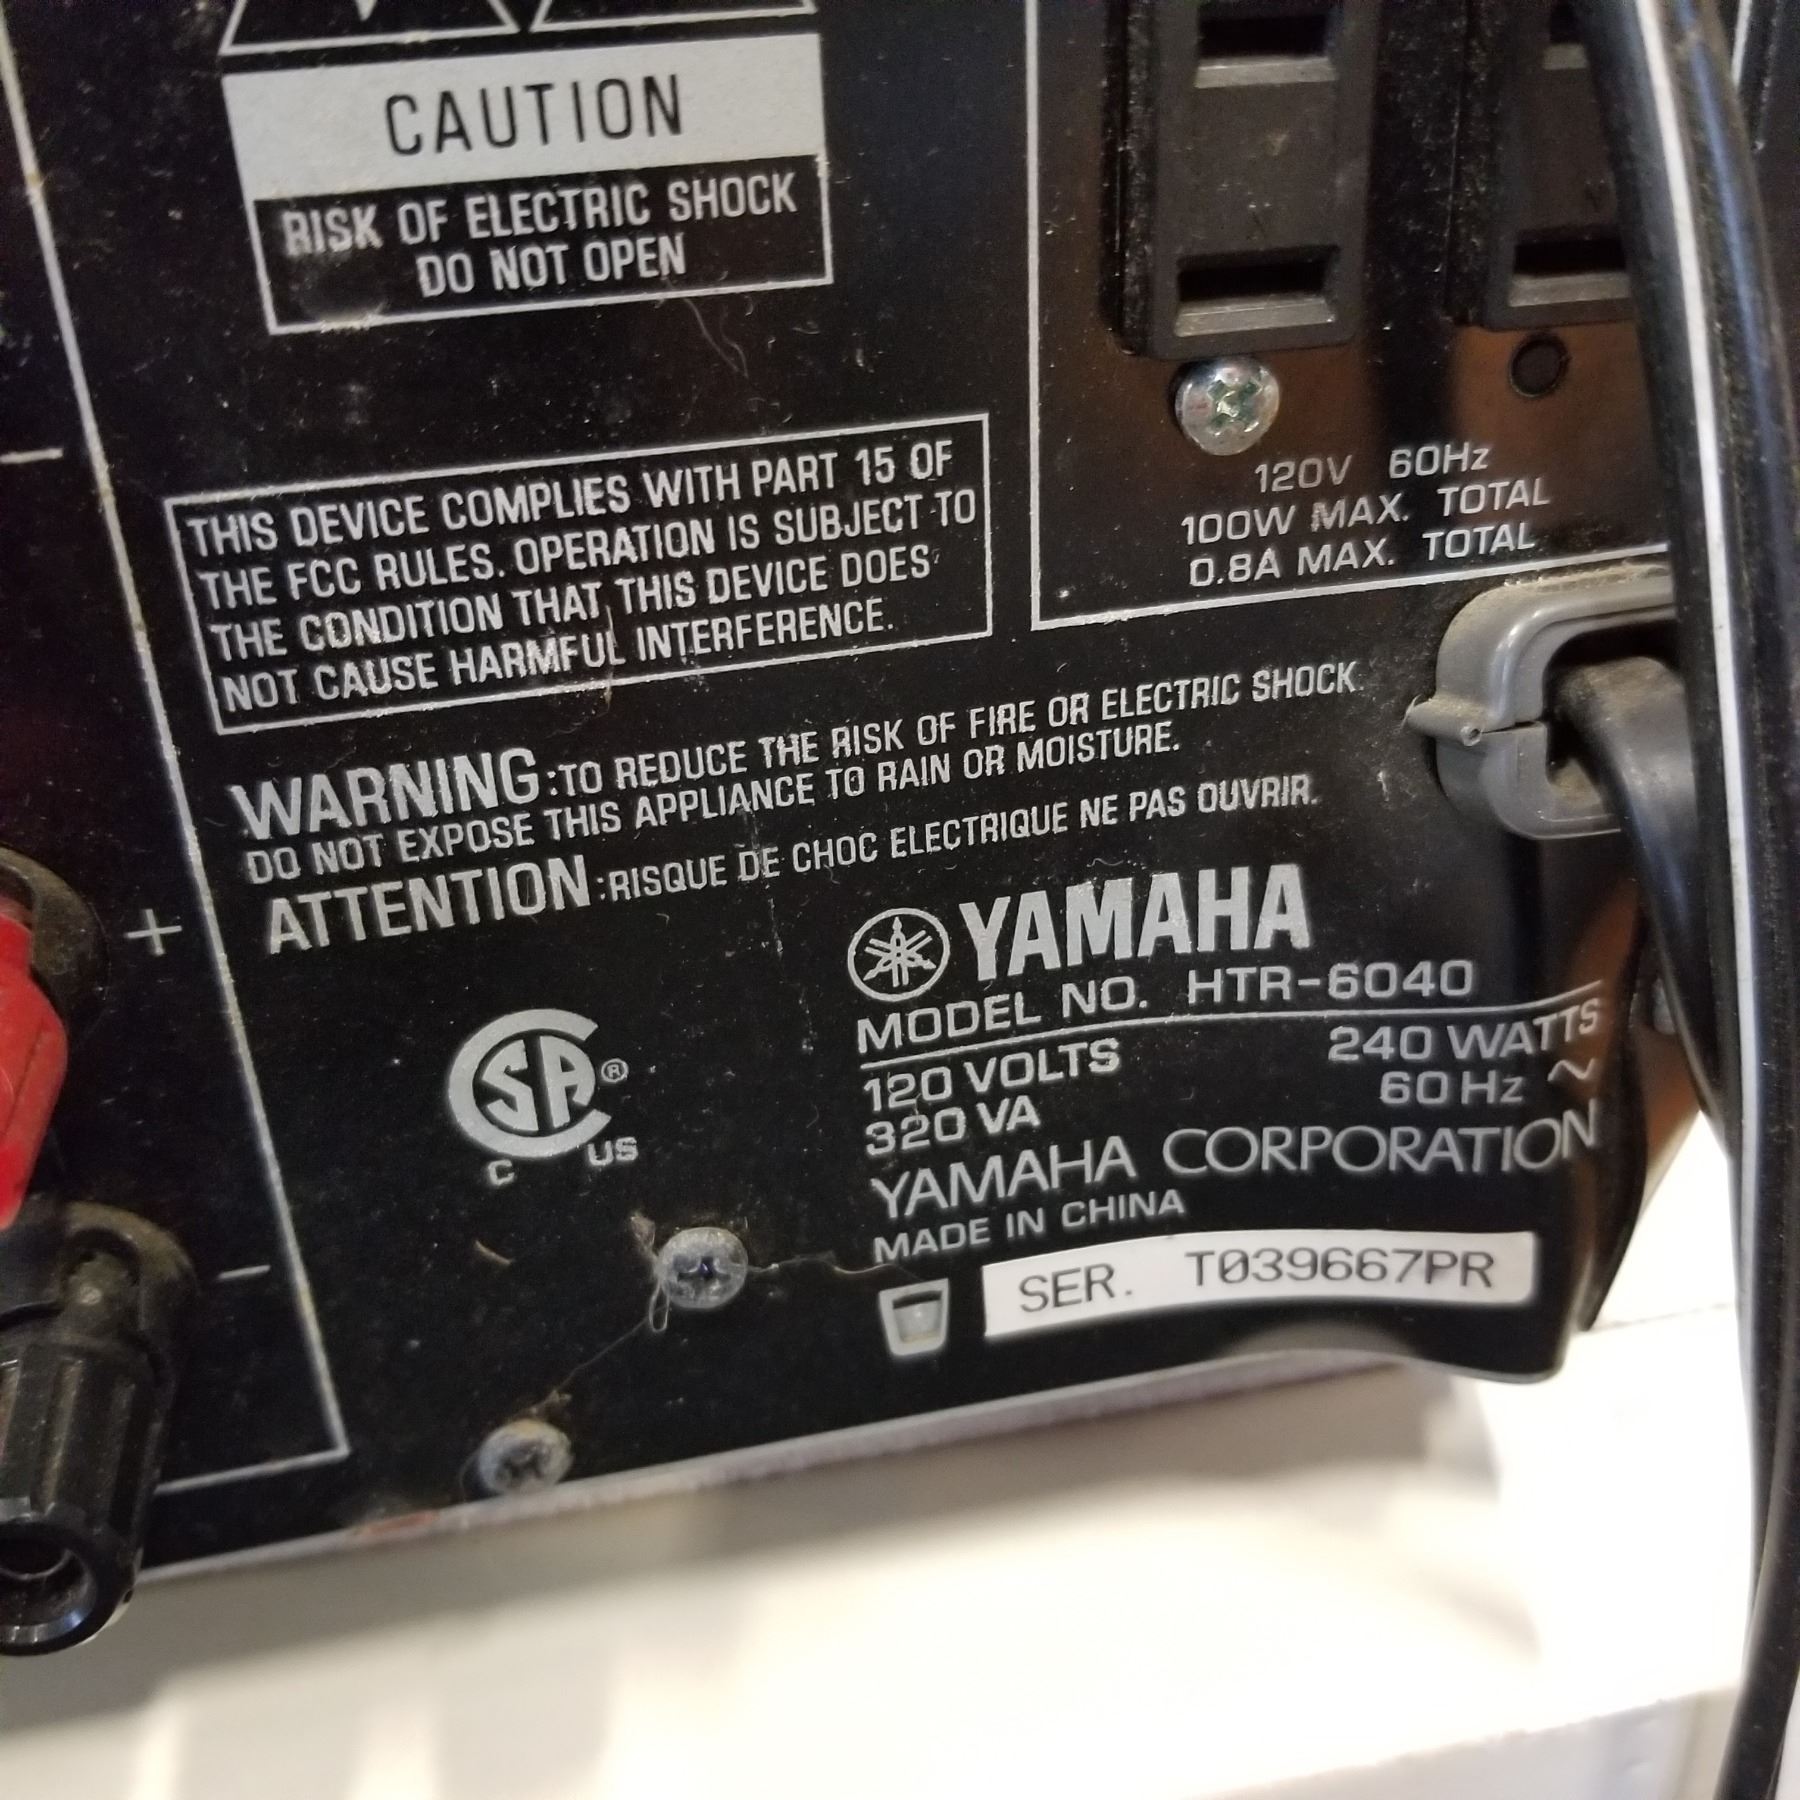 CAUTION
RISK OF ELECTRIC SHOCK
DO NOT OPEN
120V 60Hz
100W MAX. TOTAL
0.8A MAX. TOTAL
THIS DEVICE COMPLIES WITH PART 15 OF
THE FCC RULES. OPERATION IS SUBJECT TO
THE CONDITION THAT THIS DEVICE DOES
NOT CAUSE HARMFUL INTERFERENCE.
WARNING:TO REDUCE THE RISK OF FIRE OR ELECTRIC SHOCK.
DO NOT EXPOSE THIS APPLIANCE TO RAIN OR MOISTURE.
ATTENTION:RISQUE DE CHOC ELECTRIQUE NE PAS OUVRIR.
+
−
YAMAHA
MODEL NO. HTR-6040
120 VOLTS 240 WATTS
320 VA 60 Hz ~
YAMAHA CORPORATION
MADE IN CHINA
SER. T039667PR
CSA®
C US